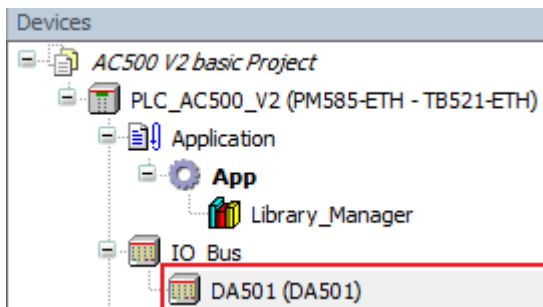 Devices
AC500 V2 basic Project
PLC_AC500_V2 (PM585-ETH - TB521-ETH)
Application
App
Library_Manager
IO_Bus
DA501 (DA501)